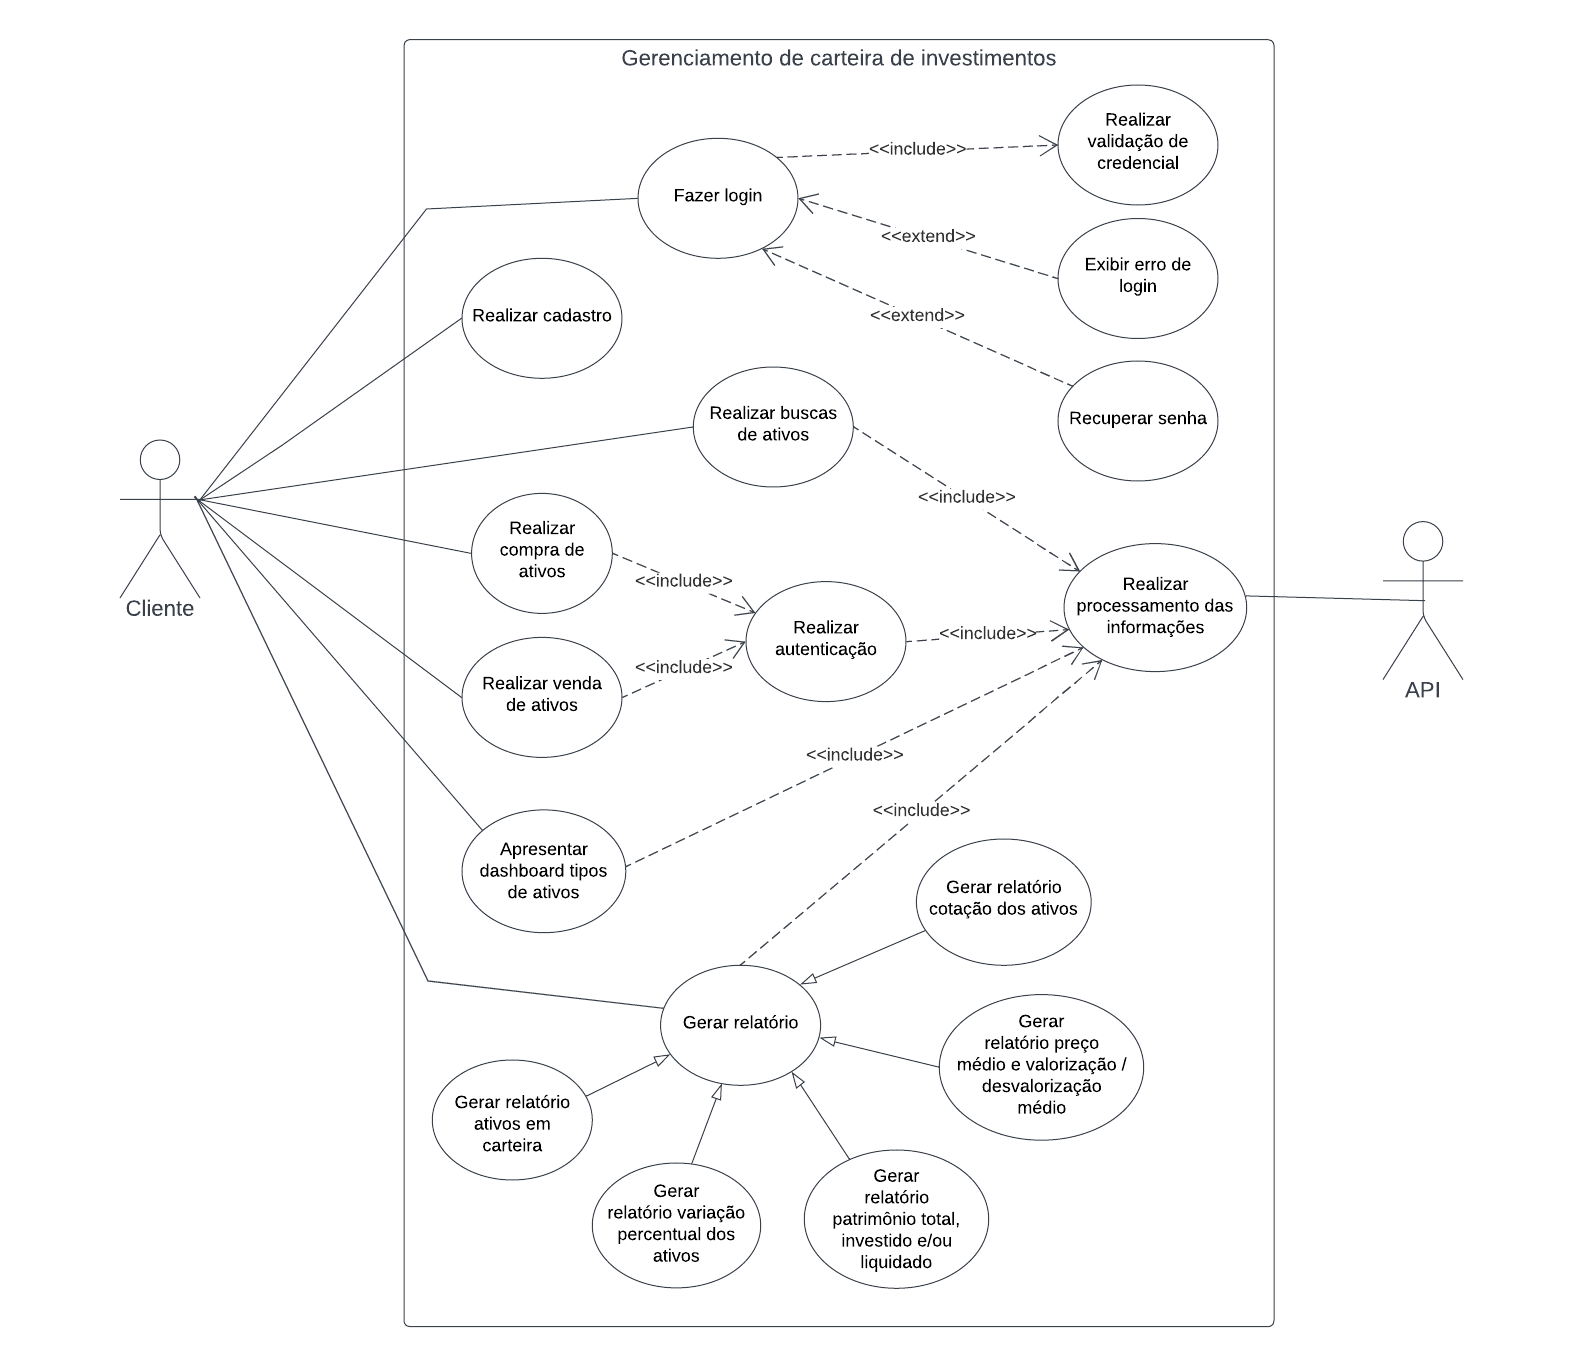 Gerenciamento de carteira de investimentos
Realizar
validação de
credencial
<<include>>
Fazer login
<<extend>>
Exibir erro de
login
<<extend>>
Realizar cadastro
Recuperar senha
Realizar buscas
de ativos
<<include>>
Realizar
compra de
ativos
<<include>>
Realizar
processamento das
informações
Cliente
Realizar
autenticação
<<include>>
<<include>>
Realizar venda
de ativos
API
<<include>>
<<include>>
Apresentar
dashboard tipos
de ativos
Gerar relatório
cotação dos ativos
Gerar relatório
Gerar
relatório preço
médio e valorização /
desvalorização
médio
Gerar relatório
ativos em
carteira
Gerar
relatório variação
percentual dos
ativos
Gerar
relatório
patrimônio total,
investido e/ou
liquidado